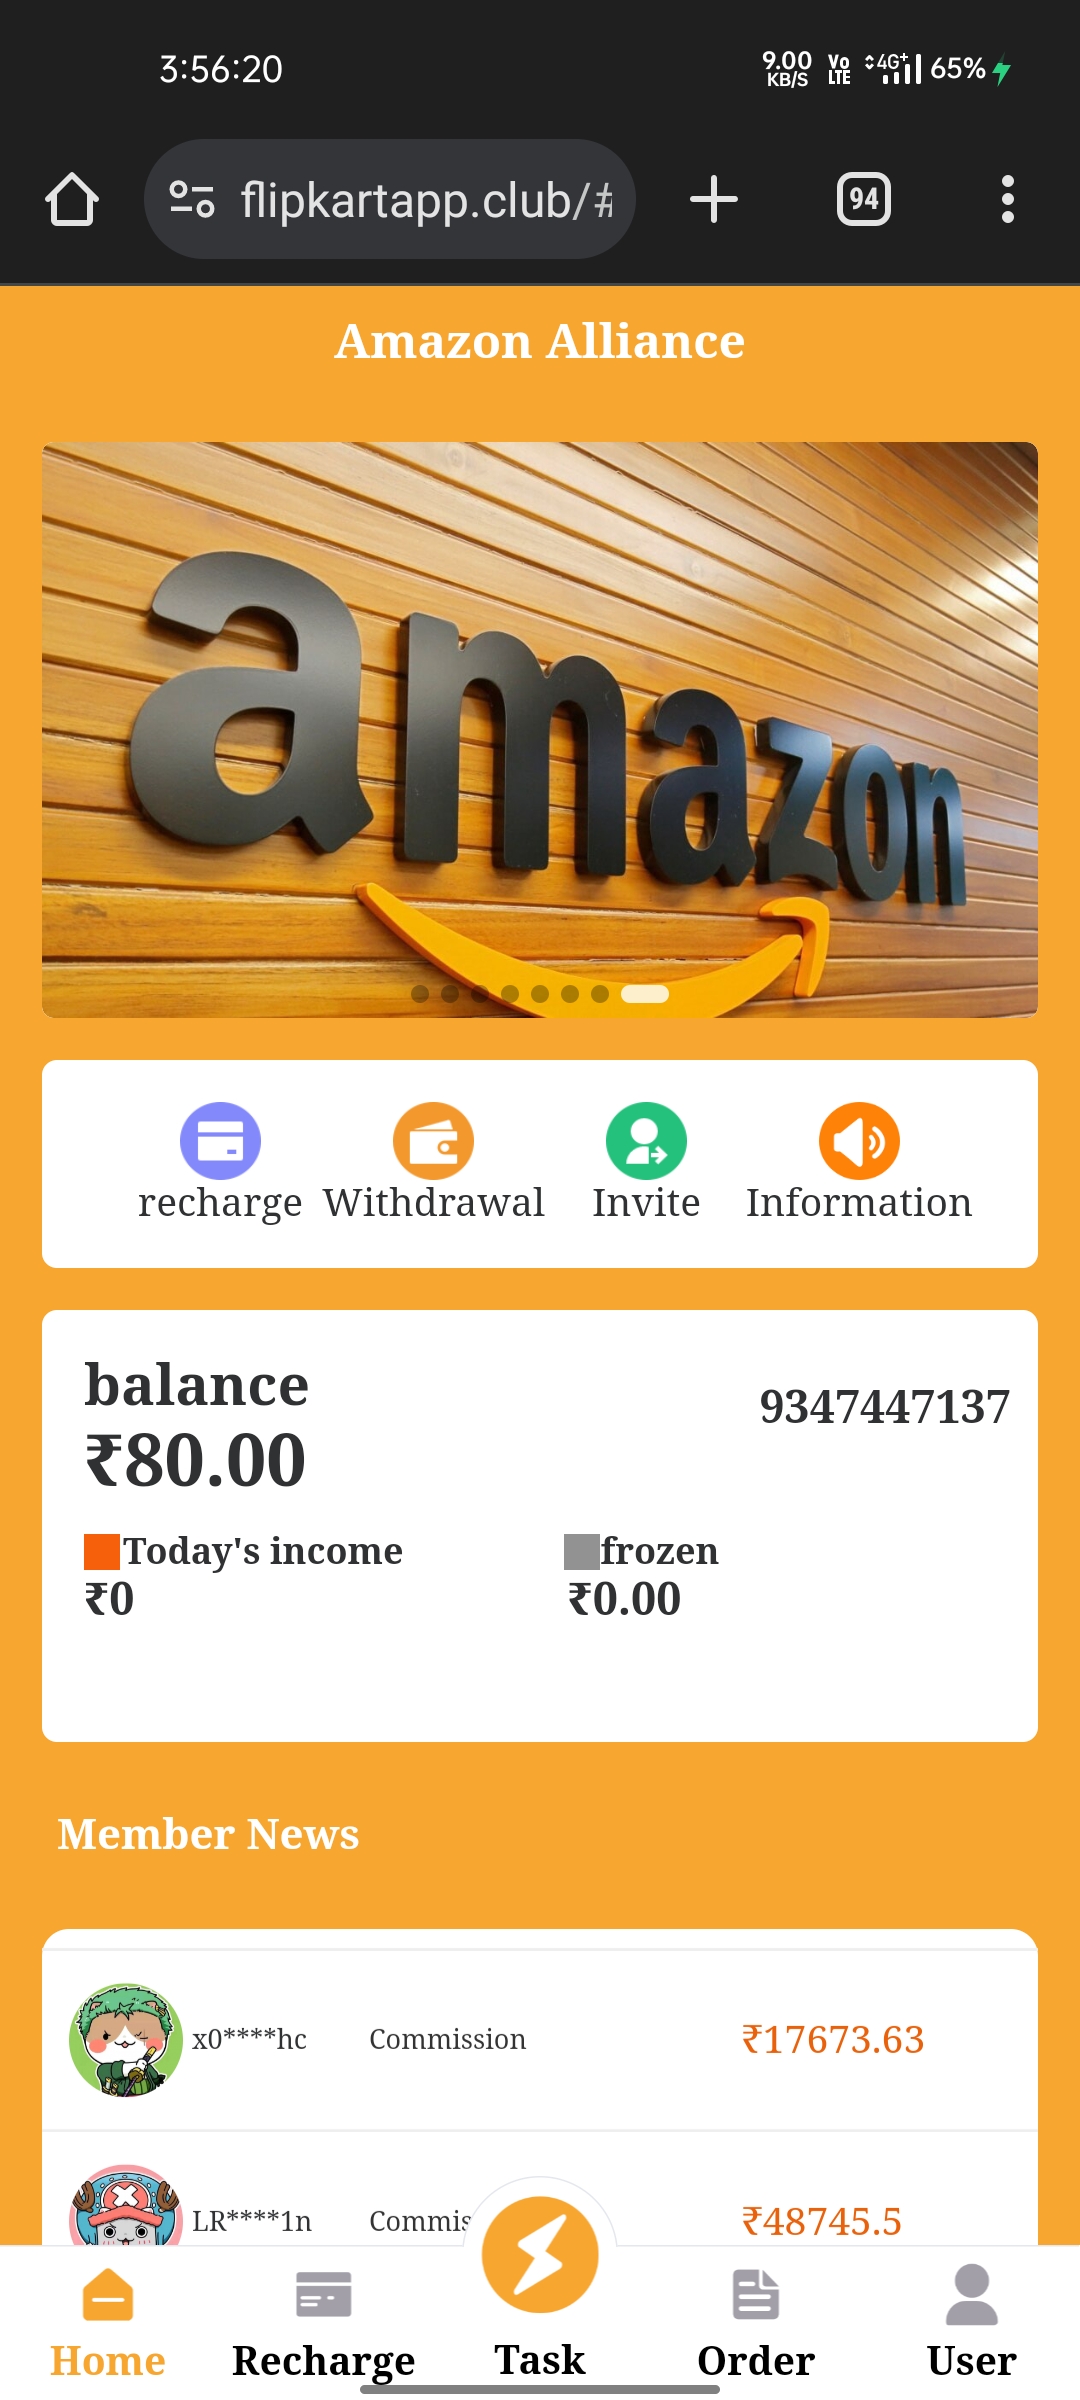 3:56:20
9.00 KB/S Vo LTE 4G+ 65%
flipkartapp.club/#
94
Amazon Alliance
amazon
recharge Withdrawal Invite Information
balance
9347447137
₹80.00
Today's income frozen
₹0 ₹0.00
Member News
x0****hc Commission ₹17673.63
LR****1n Commis ₹48745.5
Home Recharge Task Order User